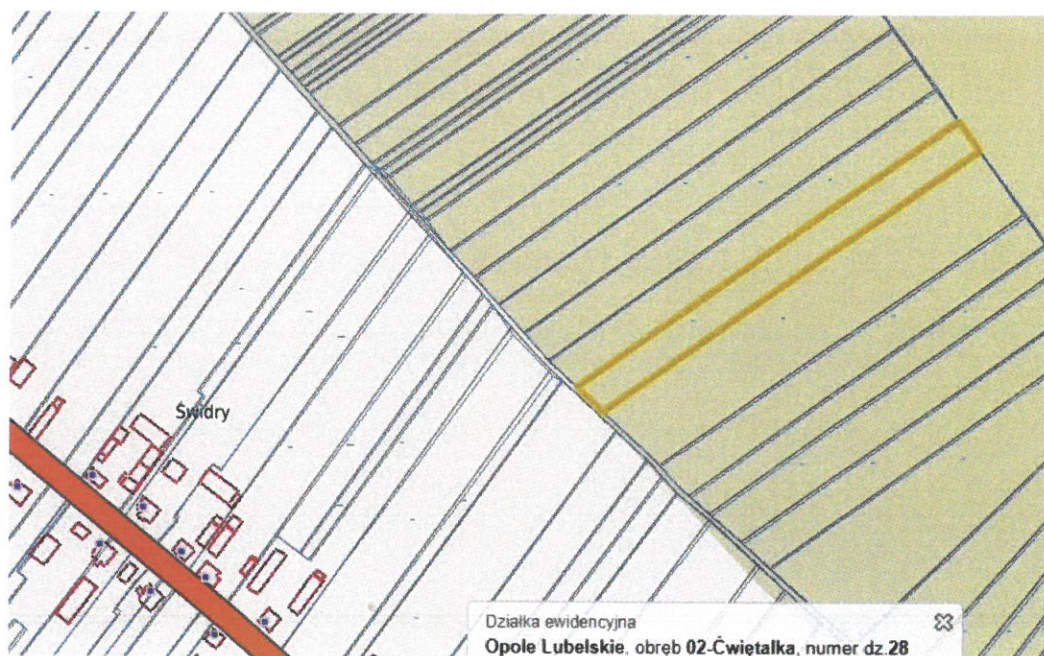 Świdry
Działka ewidencyjna
Opole Lubelskie, obręb 02-Ćwiętalka, numer dz.28